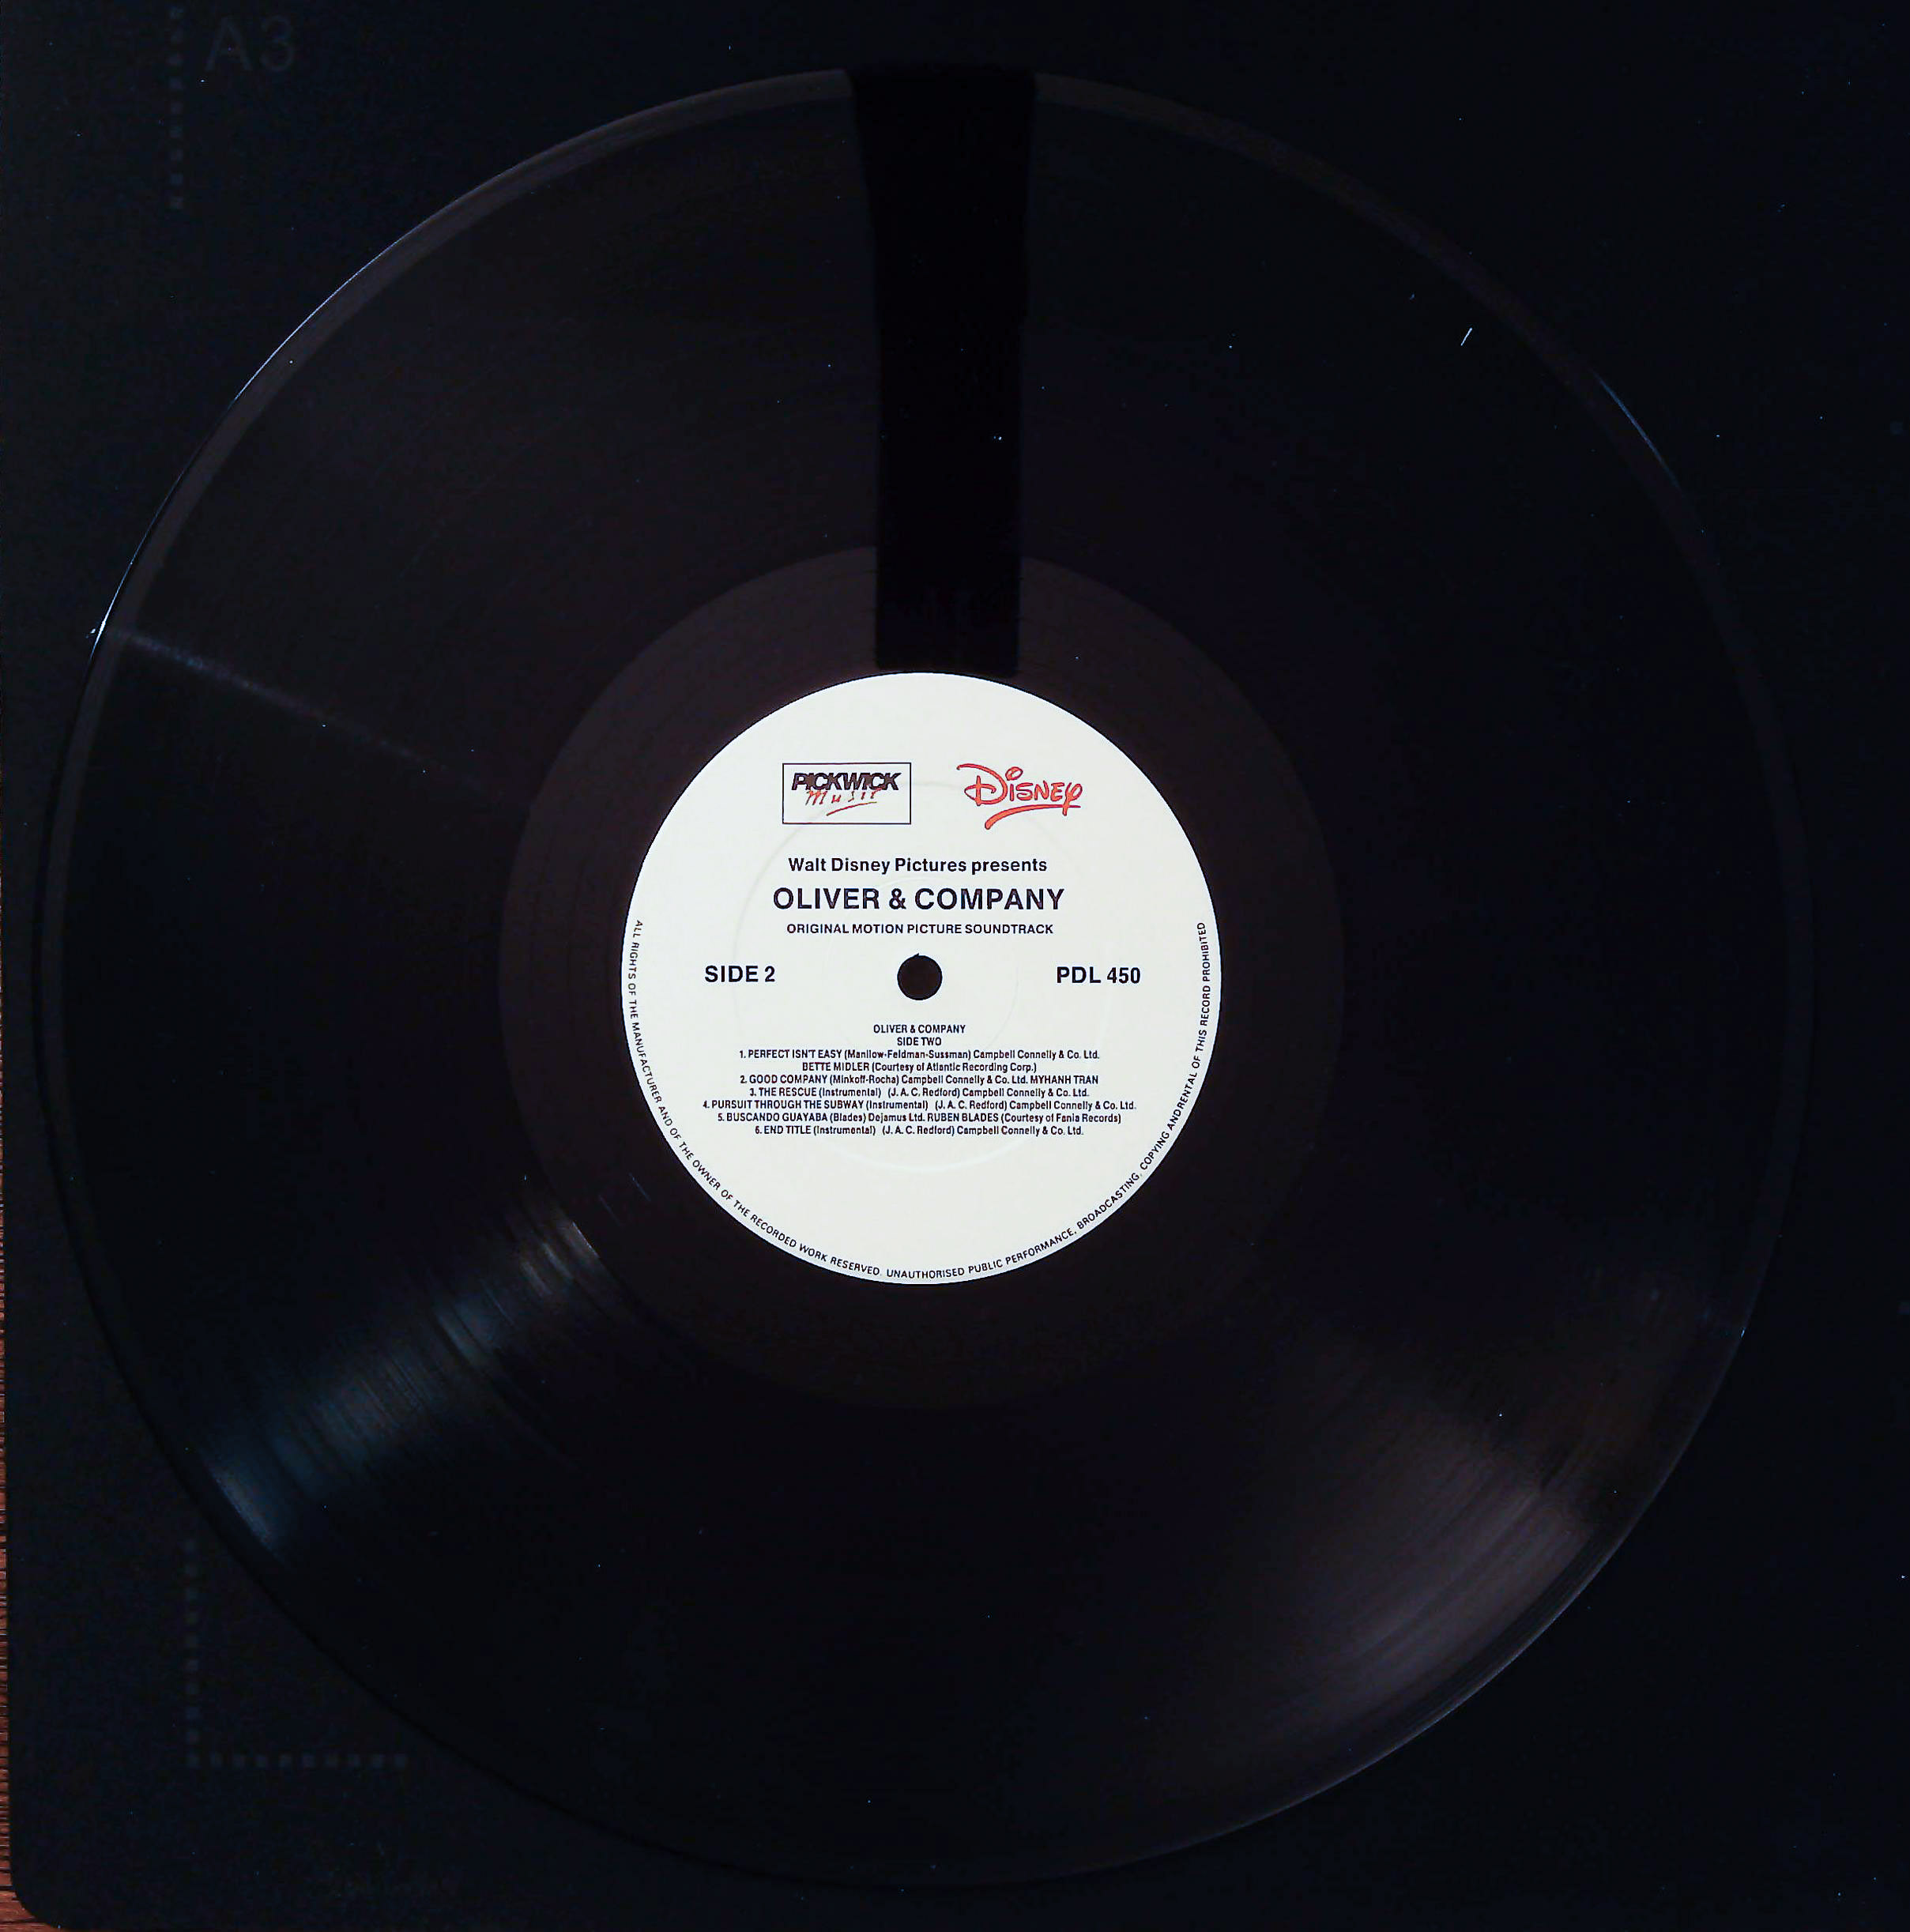 A3
PICKWICK
Music
Disney
Walt Disney Pictures presents
OLIVER & COMPANY
ORIGINAL MOTION PICTURE SOUNDTRACK
SIDE 2
PDL 450
OLIVER & COMPANY
SIDE TWO
1. PERFECT ISN'T EASY (Manilow-Feldman-Sussman) Campbell Connelly & Co. Ltd.
BETTE MIDLER (Courtesy of Atlantic Recording Corp.)
2. GOOD COMPANY (Minkoff-Rocha) Campbell Connelly & Co. Ltd. MYHANH TRAN
3. THE RESCUE (Instrumental) (J. A. C. Redford) Campbell Connelly & Co. Ltd.
4. PURSUIT THROUGH THE SUBWAY (Instrumental) (J. A. C. Redford) Campbell Connelly & Co. Ltd.
5. BUSCANDO GUAYABA (Blades) Dejamus Ltd. RUBEN BLADES (Courtesy of Fania Records)
6. END TITLE (Instrumental) (J. A. C. Redford) Campbell Connelly & Co. Ltd.
ALL RIGHTS OF THE MANUFACTURER AND OF THE OWNER OF THE RECORDED WORK RESERVED. UNAUTHORISED PUBLIC PERFORMANCE, BROADCASTING, COPYING ANDRENTAL OF THIS RECORD PROHIBITED